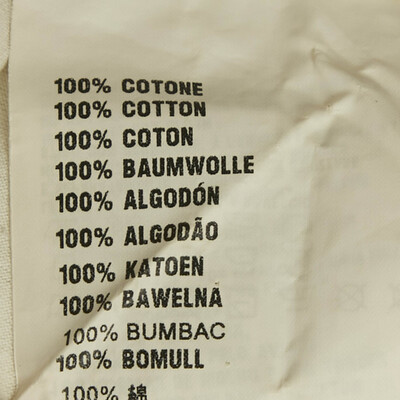 100% COTONE
100% COTTON
100% COTON
100% BAUMWOLLE
100% ALGODÓN
100% ALGODÃO
100% KATOEN
100% BAWELNA
100% BUMBAC
100% BOMULL
100% 綿